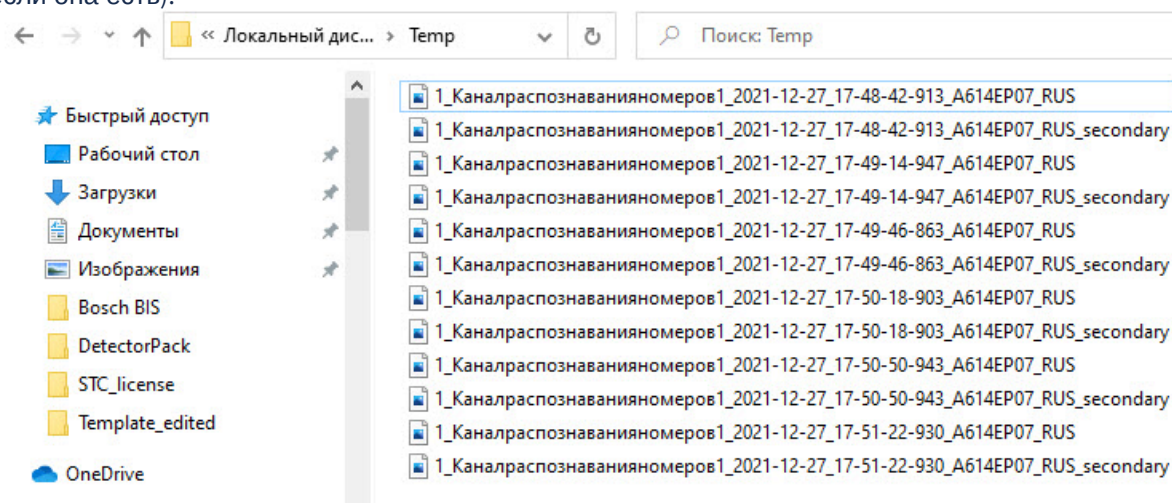 если она есть).
« Локальный дис... › Temp
Поиск: Temp
Быстрый доступ
Рабочий стол
Загрузки
Документы
Изображения
Bosch BIS
DetectorPack
STC_license
Template_edited
OneDrive
1_Каналраспознаванияномеров1_2021-12-27_17-48-42-913_A614EP07_RUS
1_Каналраспознаванияномеров1_2021-12-27_17-48-42-913_A614EP07_RUS_secondary
1_Каналраспознаванияномеров1_2021-12-27_17-49-14-947_A614EP07_RUS
1_Каналраспознаванияномеров1_2021-12-27_17-49-14-947_A614EP07_RUS_secondary
1_Каналраспознаванияномеров1_2021-12-27_17-49-46-863_A614EP07_RUS
1_Каналраспознаванияномеров1_2021-12-27_17-49-46-863_A614EP07_RUS_secondary
1_Каналраспознаванияномеров1_2021-12-27_17-50-18-903_A614EP07_RUS
1_Каналраспознаванияномеров1_2021-12-27_17-50-18-903_A614EP07_RUS_secondary
1_Каналраспознаванияномеров1_2021-12-27_17-50-50-943_A614EP07_RUS
1_Каналраспознаванияномеров1_2021-12-27_17-50-50-943_A614EP07_RUS_secondary
1_Каналраспознаванияномеров1_2021-12-27_17-51-22-930_A614EP07_RUS
1_Каналраспознаванияномеров1_2021-12-27_17-51-22-930_A614EP07_RUS_secondary